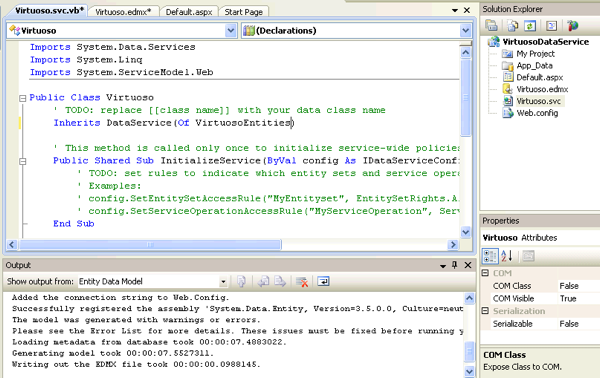 Virtuoso.svc.vb* Virtuoso.edmx* Default.aspx Start Page
Virtuoso (Declarations)
Imports System.Data.Services
Imports System.Linq
Imports System.ServiceModel.Web
Public Class Virtuoso
' TODO: replace [[class name]] with your data class name
Inherits DataService(Of VirtuosoEntities)
' This method is called only once to initialize service-wide policies
Public Shared Sub InitializeService(ByVal config As IDataServiceConfi
' TODO: set rules to indicate which entity sets and service oper
' Examples:
' config.SetEntitySetAccessRule("MyEntityset", EntitySetRights.A
' config.SetServiceOperationAccessRule("MyServiceOperation", Serv
End Sub
Output
Show output from: Entity Data Model
Added the connection string to Web.Config.
Successfully registered the assembly 'System.Data.Entity, Version=3.5.0.0, Culture=neut
The model was generated with warnings or errors.
Please see the Error List for more details. These issues must be fixed before running y
Loading metadata from database took 00:00:07.4883022.
Generating model took 00:00:07.5527311.
Writing out the EDMX file took 00:00:00.0988145.
Solution Explorer
VirtuosoDataService
My Project
App_Data
Default.aspx
Virtuoso.edmx
Virtuoso.svc
Web.config
Properties
Virtuoso Attributes
COM
COM Class False
COM Visible True
Serialization
Serializable False
COM Class
Expose Class to COM.